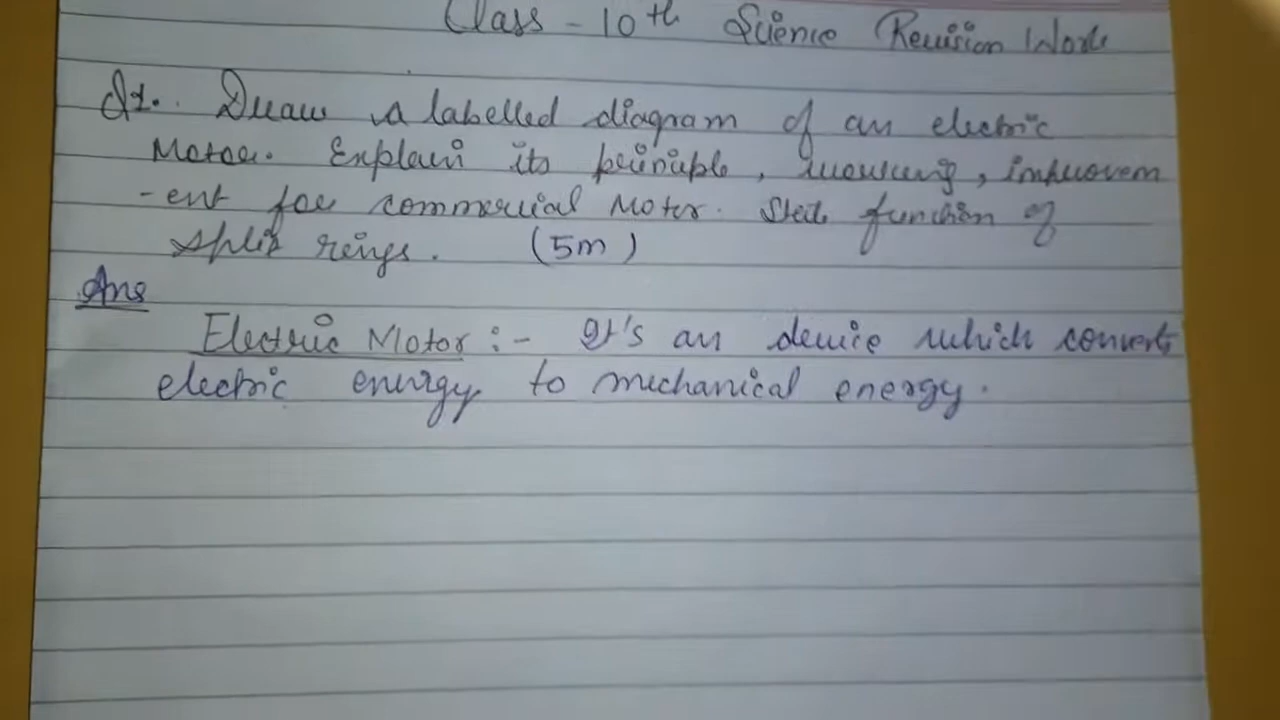 Class - 10th Science Revision Work
Q1. Draw a labelled diagram of an electric
Motor. Explain its principle, working, improvem
-ent for commercial Motor. State function of
split rings. (5m)
Ans
Electric Motor :- It's an device which converts
electric energy to mechanical energy.